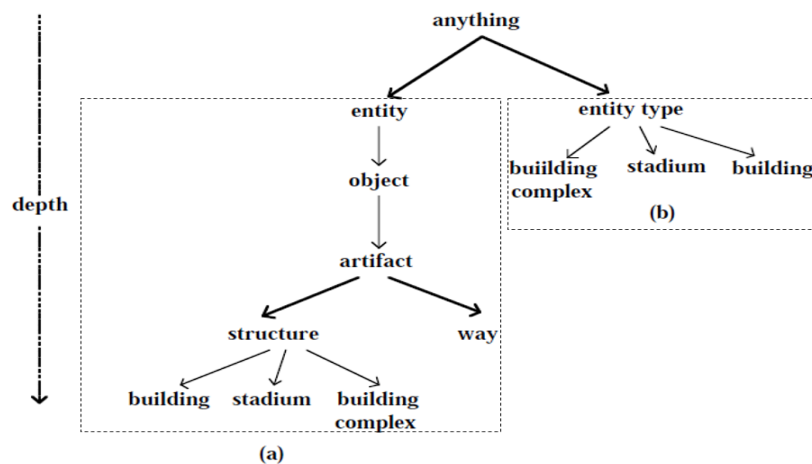 anything
entity
entity type
object
buiilding
complex
stadium
building
(b)
depth
artifact
structure
way
building
stadium
building
complex
(a)